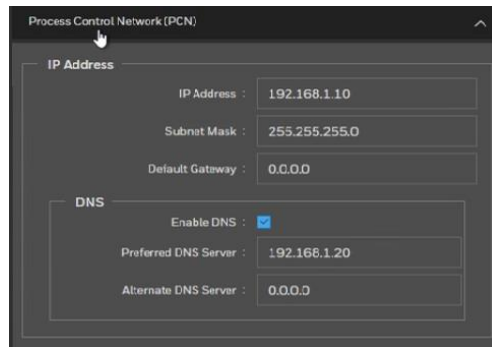 Process Control Network (PCN)
IP Address
IP Address : 192.168.1.10
Subnet Mask : 255.255.255.0
Default Gateway : 0.0.0.0
DNS
Enable DNS :
Preferred DNS Server : 192.168.1.20
Alternate DNS Server : 0.0.0.0